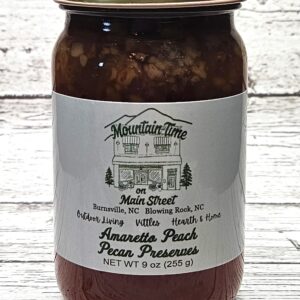 Mountain Time
on
Main Street
Burnsville, NC Blowing Rock, NC
Outdoor Living Vittles Hearth & Home
Amaretto Peach
Pecan Preserves
NET WT 9 oz (255 g)